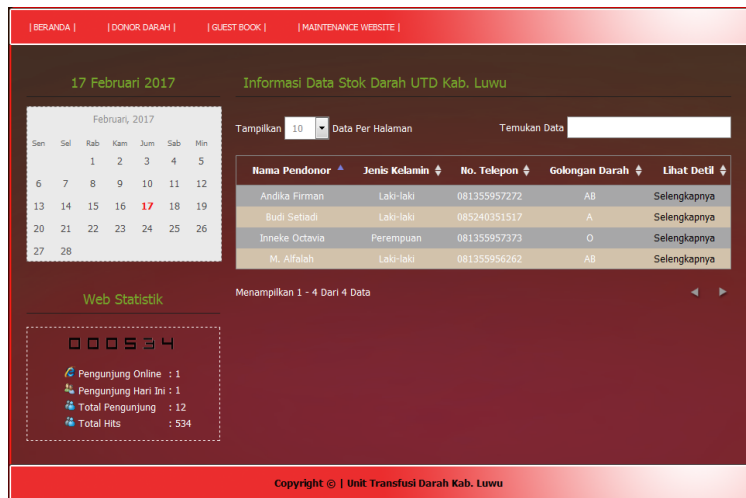 | BERANDA | | DONOR DARAH | | GUEST BOOK | | MAINTENANCE WEBSITE |
17 Februari 2017
Februari, 2017
Sen Sel Rab Kam Jum Sab Min
1 2 3 4 5
6 7 8 9 10 11 12
13 14 15 16 17 18 19
20 21 22 23 24 25 26
27 28
Web Statistik
000534
Pengunjung Online : 1
Pengunjung Hari Ini : 1
Total Pengunjung : 12
Total Hits : 534
Informasi Data Stok Darah UTD Kab. Luwu
Tampilkan 10 Data Per Halaman Temukan Data
Nama Pendonor Jenis Kelamin No. Telepon Golongan Darah Lihat Detil
Andika Firman Laki-laki 081355957272 AB Selengkapnya
Budi Setiadi Laki-laki 085240351517 A Selengkapnya
Inneke Octavia Perempuan 081355957373 O Selengkapnya
M. Alfalah Laki-laki 081355956262 AB Selengkapnya
Menampilkan 1 - 4 Dari 4 Data
Copyright © | Unit Transfusi Darah Kab. Luwu